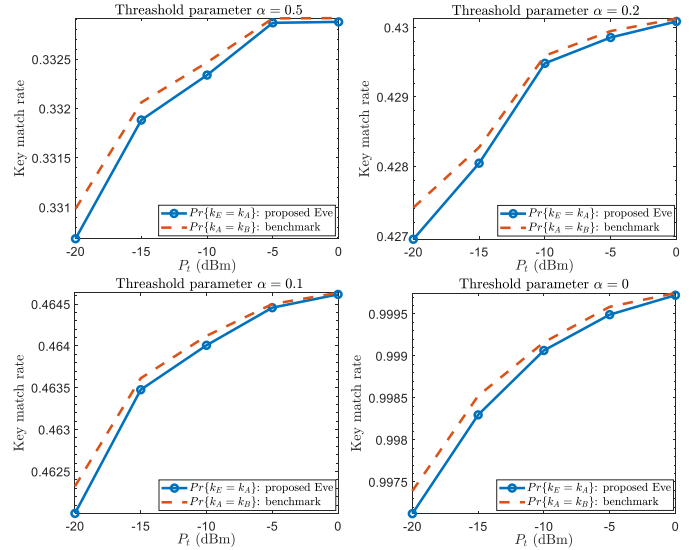 Threashold parameter α = 0.5
Key match rate
0.3325
0.332
0.3315
0.331
Pr{k_E = k_A}: proposed Eve
Pr{k_A = k_B}: benchmark
-20 -15 -10 -5 0
P_t (dBm)
Threashold parameter α = 0.2
Key match rate
0.43
0.429
0.428
0.427
Pr{k_E = k_A}: proposed Eve
Pr{k_A = k_B}: benchmark
-20 -15 -10 -5 0
P_t (dBm)
Threashold parameter α = 0.1
Key match rate
0.4645
0.464
0.4635
0.463
0.4625
Pr{k_E = k_A}: proposed Eve
Pr{k_A = k_B}: benchmark
-20 -15 -10 -5 0
P_t (dBm)
Threshold parameter α = 0
Key match rate
0.9995
0.999
0.9985
0.998
0.9975
Pr{k_E = k_A}: proposed Eve
Pr{k_A = k_B}: benchmark
-20 -15 -10 -5 0
P_t (dBm)